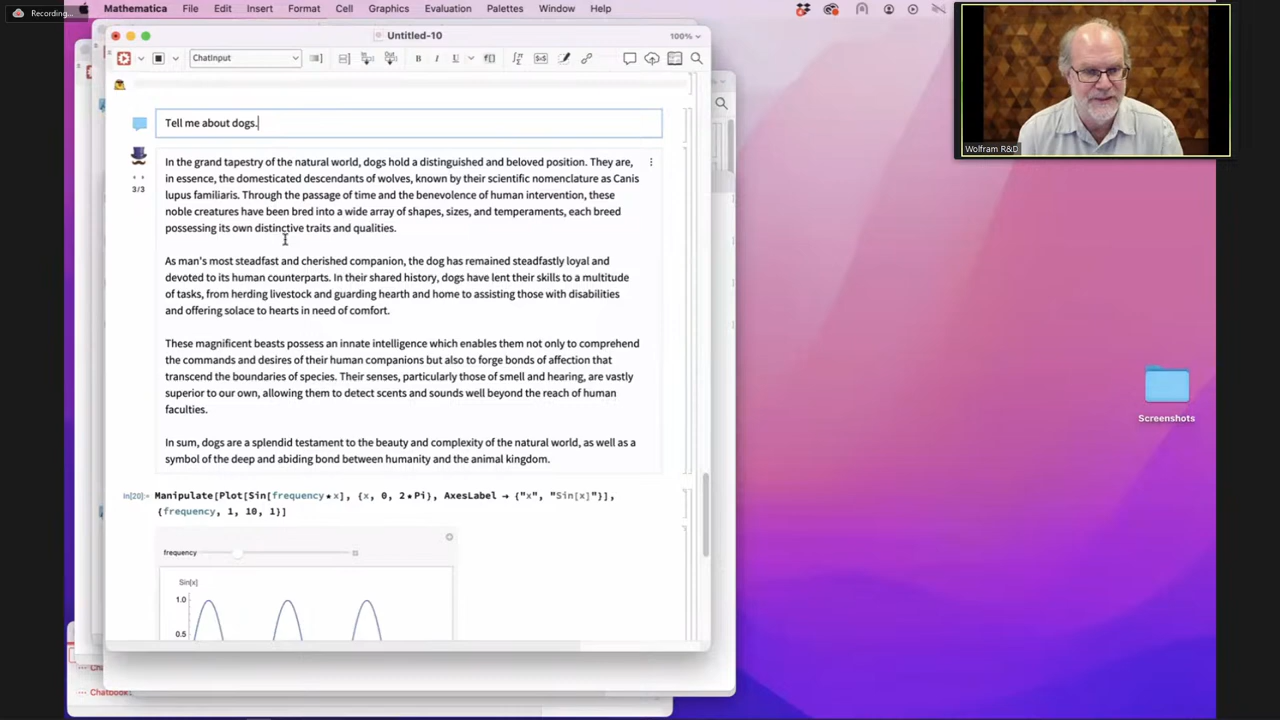 Recording...
Mathematica File Edit Insert Format Cell Graphics Evaluation Palettes Window Help
Untitled-10
100%
ChatInput
B I U
Tell me about dogs.
In the grand tapestry of the natural world, dogs hold a distinguished and beloved position. They are,
in essence, the domesticated descendants of wolves, known by their scientific nomenclature as Canis
lupus familiaris. Through the passage of time and the benevolence of human intervention, these
noble creatures have been bred into a wide array of shapes, sizes, and temperaments, each breed
possessing its own distinctive traits and qualities.
3/3
As man's most steadfast and cherished companion, the dog has remained steadfastly loyal and
devoted to its human counterparts. In their shared history, dogs have lent their skills to a multitude
of tasks, from herding livestock and guarding hearth and home to assisting those with disabilities
and offering solace to hearts in need of comfort.
These magnificent beasts possess an innate intelligence which enables them not only to comprehend
the commands and desires of their human companions but also to forge bonds of affection that
transcend the boundaries of species. Their senses, particularly those of smell and hearing, are vastly
superior to our own, allowing them to detect scents and sounds well beyond the reach of human
faculties.
In sum, dogs are a splendid testament to the beauty and complexity of the natural world, as well as a
symbol of the deep and abiding bond between humanity and the animal kingdom.
In[20]:= Manipulate[Plot[Sin[frequency*x], {x, 0, 2*Pi}, AxesLabel → {"x", "Sin[x]"}],
{frequency, 1, 10, 1}]
frequency
Sin[x]
1.0
0.5
Chatbook
Wolfram R&D
Screenshots